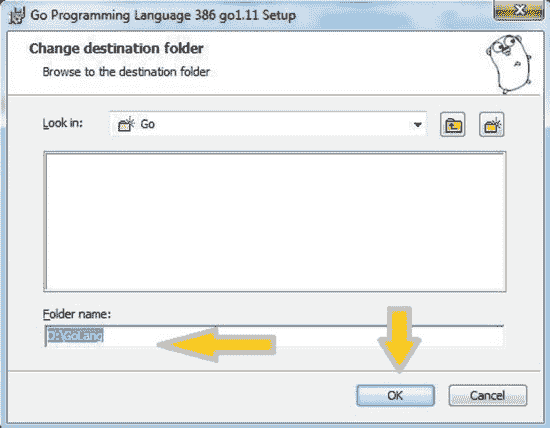 Go Programming Language 386 go1.11 Setup
Change destination folder
Browse to the destination folder
Look in:
Go
Folder name:
D:\GoLang
OK
Cancel